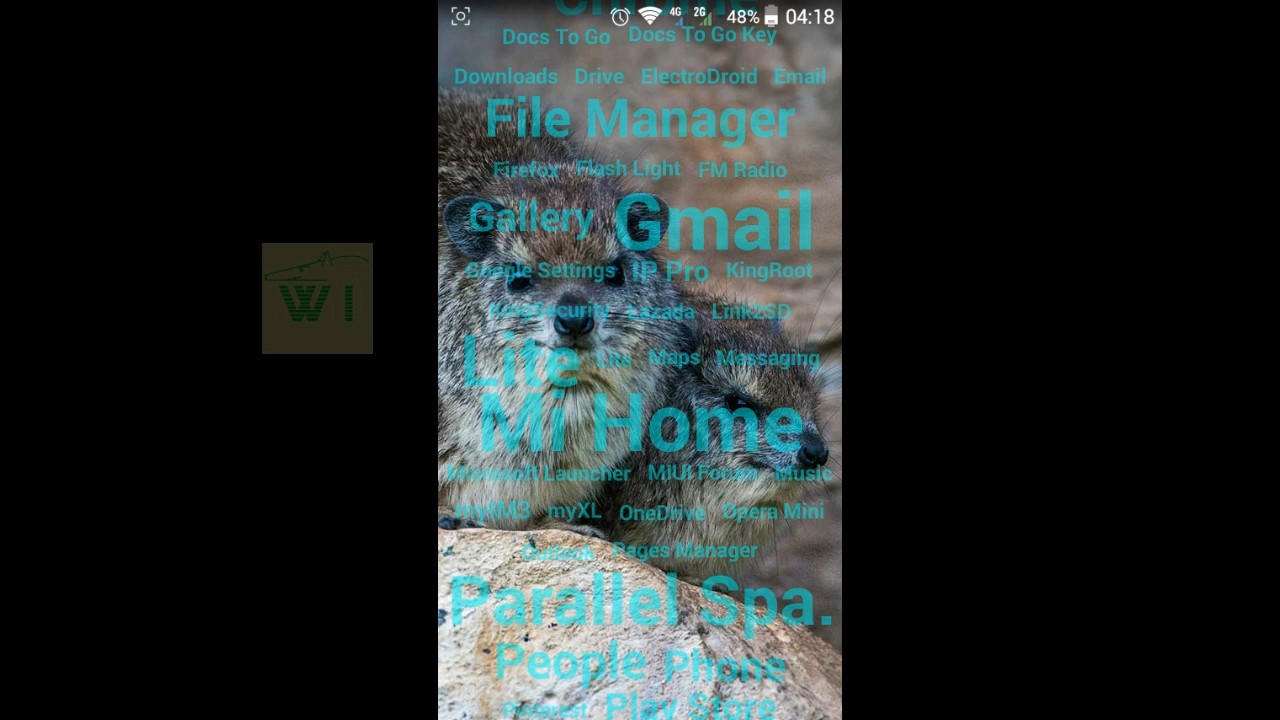 4G 2G 48% 04:18
Docs To Go Docs To Go Key
Downloads Drive ElectroDroid Email
File Manager
Firefox Flash Light FM Radio
Gallery Gmail
Google Settings IP Pro KingRoot
KingSecurity Lazada Link2SD
Lite Lite Maps Messaging
Mi Home
Microsoft Launcher MIUI Forum Music
myIM3 myXL OneDrive Opera Mini
Outlook Pages Manager
Parallel Spa.
People Phone
Pinterest Play Store
W I